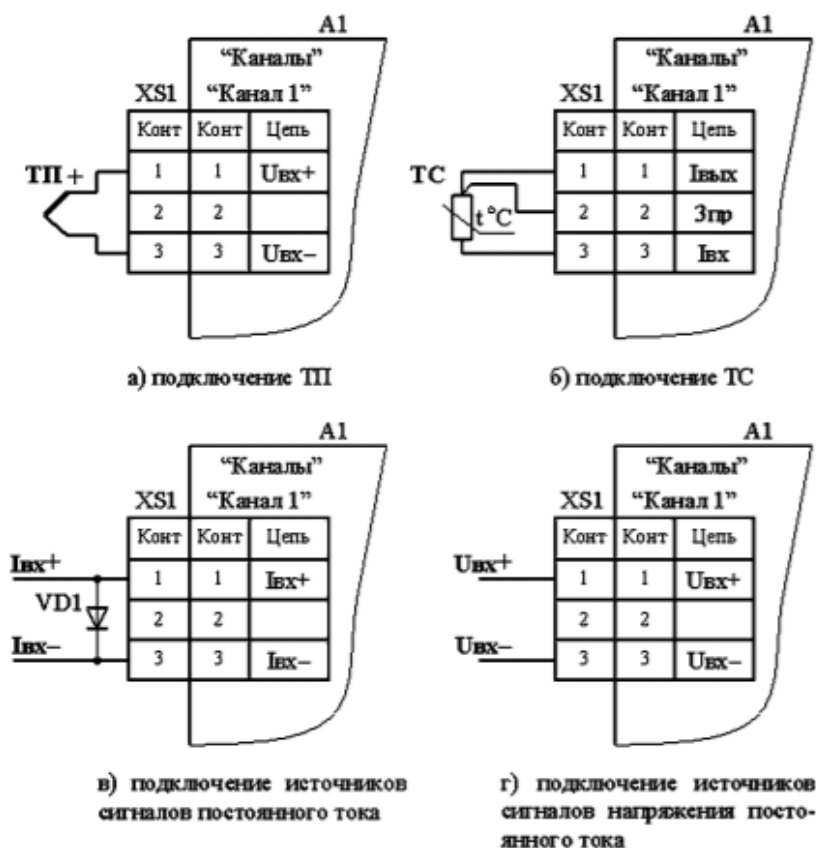 A1
“Каналы”
XS1 “Канал 1”
Конт Конт Цепь
ТП + 1 1 Uвх+
2 2
3 3 Uвх−
а) подключение ТП
A1
“Каналы”
XS1 “Канал 1”
Конт Конт Цепь
ТС 1 1 Iвых
t°C 2 2 3пр
3 3 Iвх
б) подключение ТС
A1
“Каналы”
XS1 “Канал 1”
Конт Конт Цепь
Iвх+ 1 1 Iвх+
VD1 2 2
Iвх− 3 3 Iвх−
в) подключение источников
сигналов постоянного тока
A1
“Каналы”
XS1 “Канал 1”
Конт Конт Цепь
Uвх+ 1 1 Uвх+
2 2
Uвх− 3 3 Uвх−
г) подключение источников
сигналов напряжения посто-
янного тока